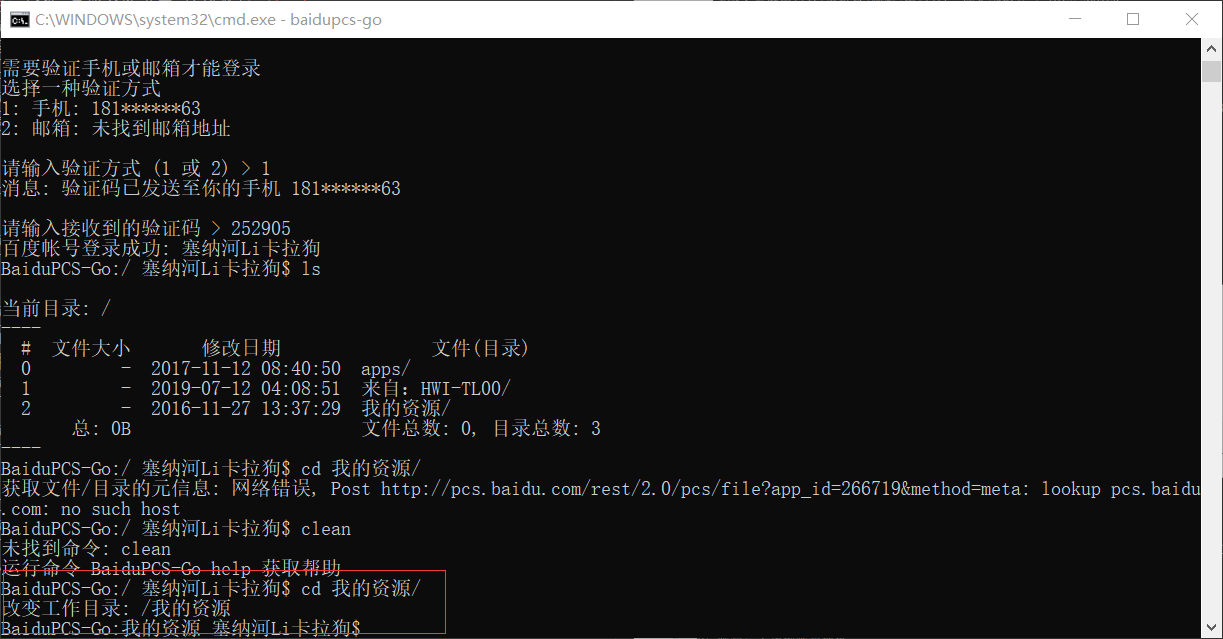 C:\WINDOWS\system32\cmd.exe - baidupcs-go
需要验证手机或邮箱才能登录
选择一种验证方式
1: 手机: 181******63
2: 邮箱: 未找到邮箱地址
请输入验证方式 (1 或 2) > 1
消息: 验证码已发送至你的手机 181******63
请输入接收到的验证码 > 252905
百度帐号登录成功: 塞纳河Li卡拉狗
BaiduPCS-Go:/ 塞纳河Li卡拉狗$ ls
当前目录: /
----
# 文件大小 修改日期 文件(目录)
0 - 2017-11-12 08:40:50 apps/
1 - 2019-07-12 04:08:51 来自：HWI-TL00/
2 - 2016-11-27 13:37:29 我的资源/
总: 0B 文件总数: 0, 目录总数: 3
----
BaiduPCS-Go:/ 塞纳河Li卡拉狗$ cd 我的资源/
获取文件/目录的元信息: 网络错误, Post http://pcs.baidu.com/rest/2.0/pcs/file?app_id=266719&method=meta: lookup pcs.baidu
.com: no such host
BaiduPCS-Go:/ 塞纳河Li卡拉狗$ clean
未找到命令: clean
运行命令 BaiduPCS-Go help 获取帮助
BaiduPCS-Go:/ 塞纳河Li卡拉狗$ cd 我的资源/
改变工作目录: /我的资源
BaiduPCS-Go:我的资源 塞纳河Li卡拉狗$